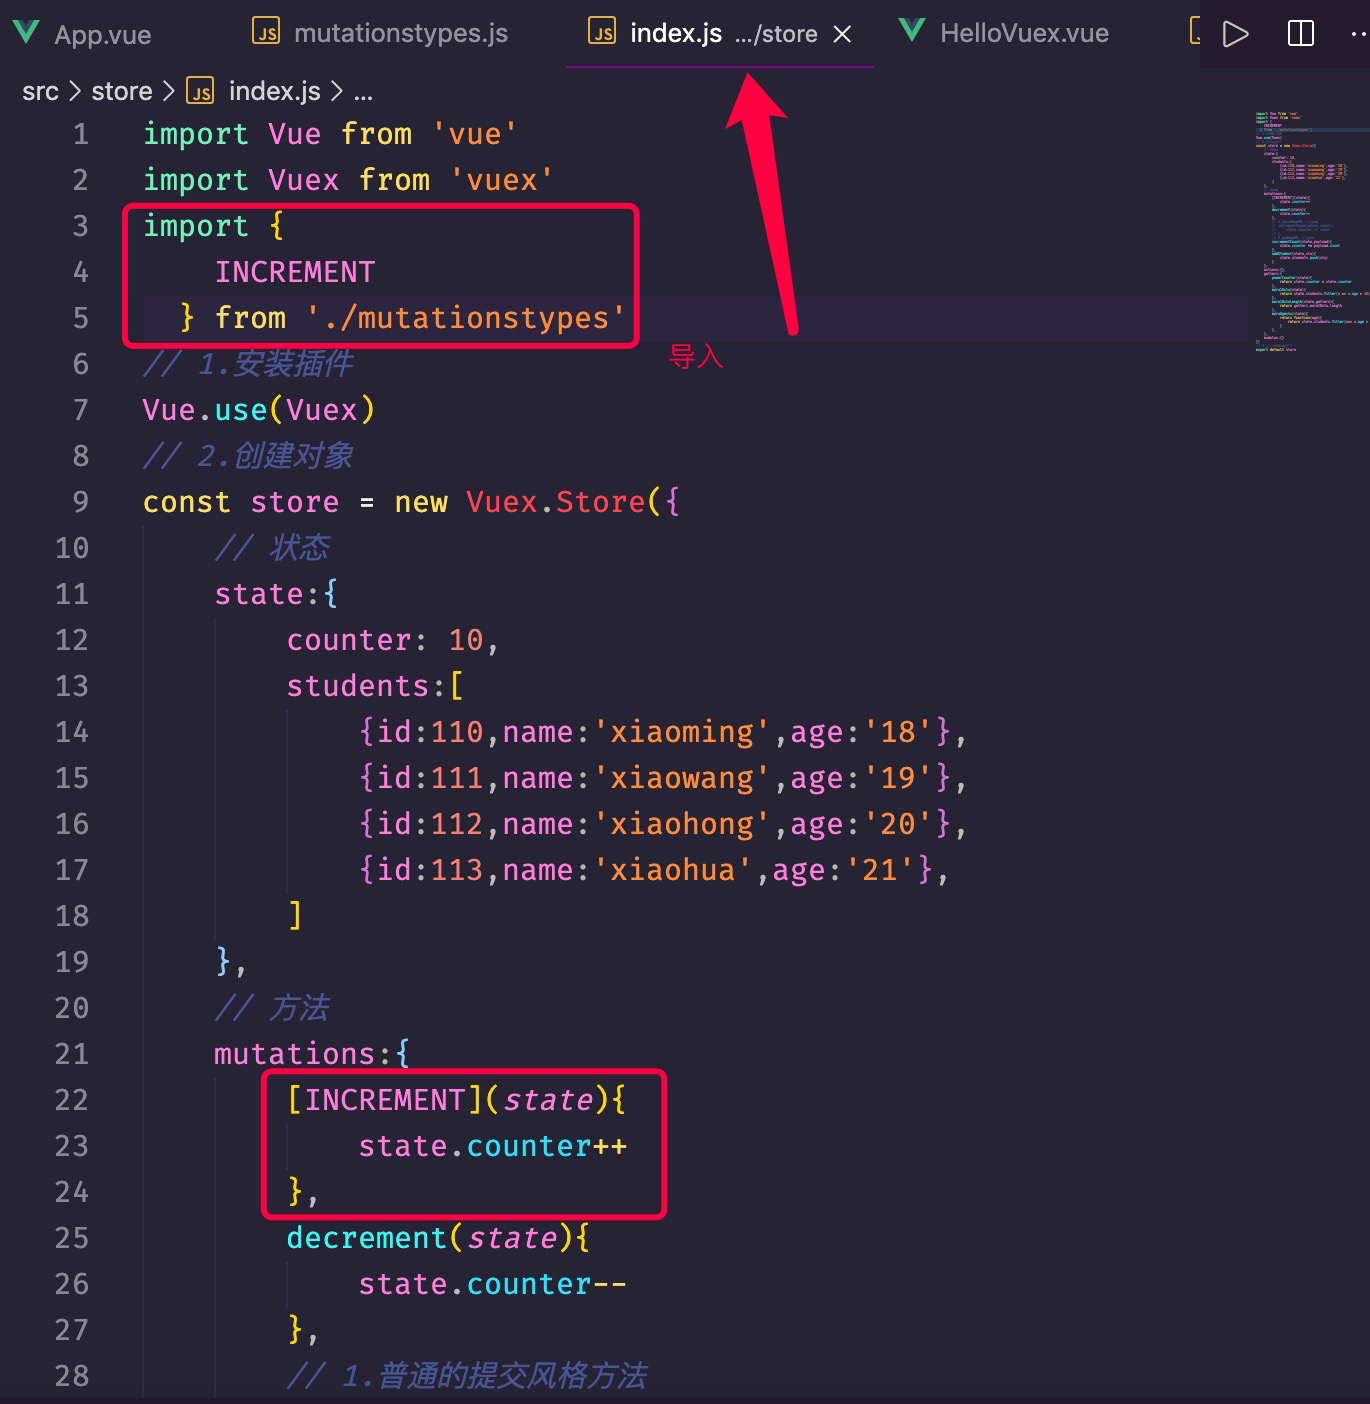 App.vue
JS mutationstypes.js
JS index.js .../store
HelloVuex.vue
src > store > JS index.js > ...
1 import Vue from 'vue'
2 import Vuex from 'vuex'
3 import {
4 INCREMENT
5 } from './mutationstypes'
导入
6 // 1.安装插件
7 Vue.use(Vuex)
8 // 2.创建对象
9 const store = new Vuex.Store({
10 // 状态
11 state:{
12 counter: 10,
13 students:[
14 {id:110,name:'xiaoming',age:'18'},
15 {id:111,name:'xiaowang',age:'19'},
16 {id:112,name:'xiaohong',age:'20'},
17 {id:113,name:'xiaohua',age:'21'},
18 ]
19 },
20 // 方法
21 mutations:{
22 [INCREMENT](state){
23 state.counter++
24 },
25 decrement(state){
26 state.counter--
27 },
28 // 1.普通的提交风格方法